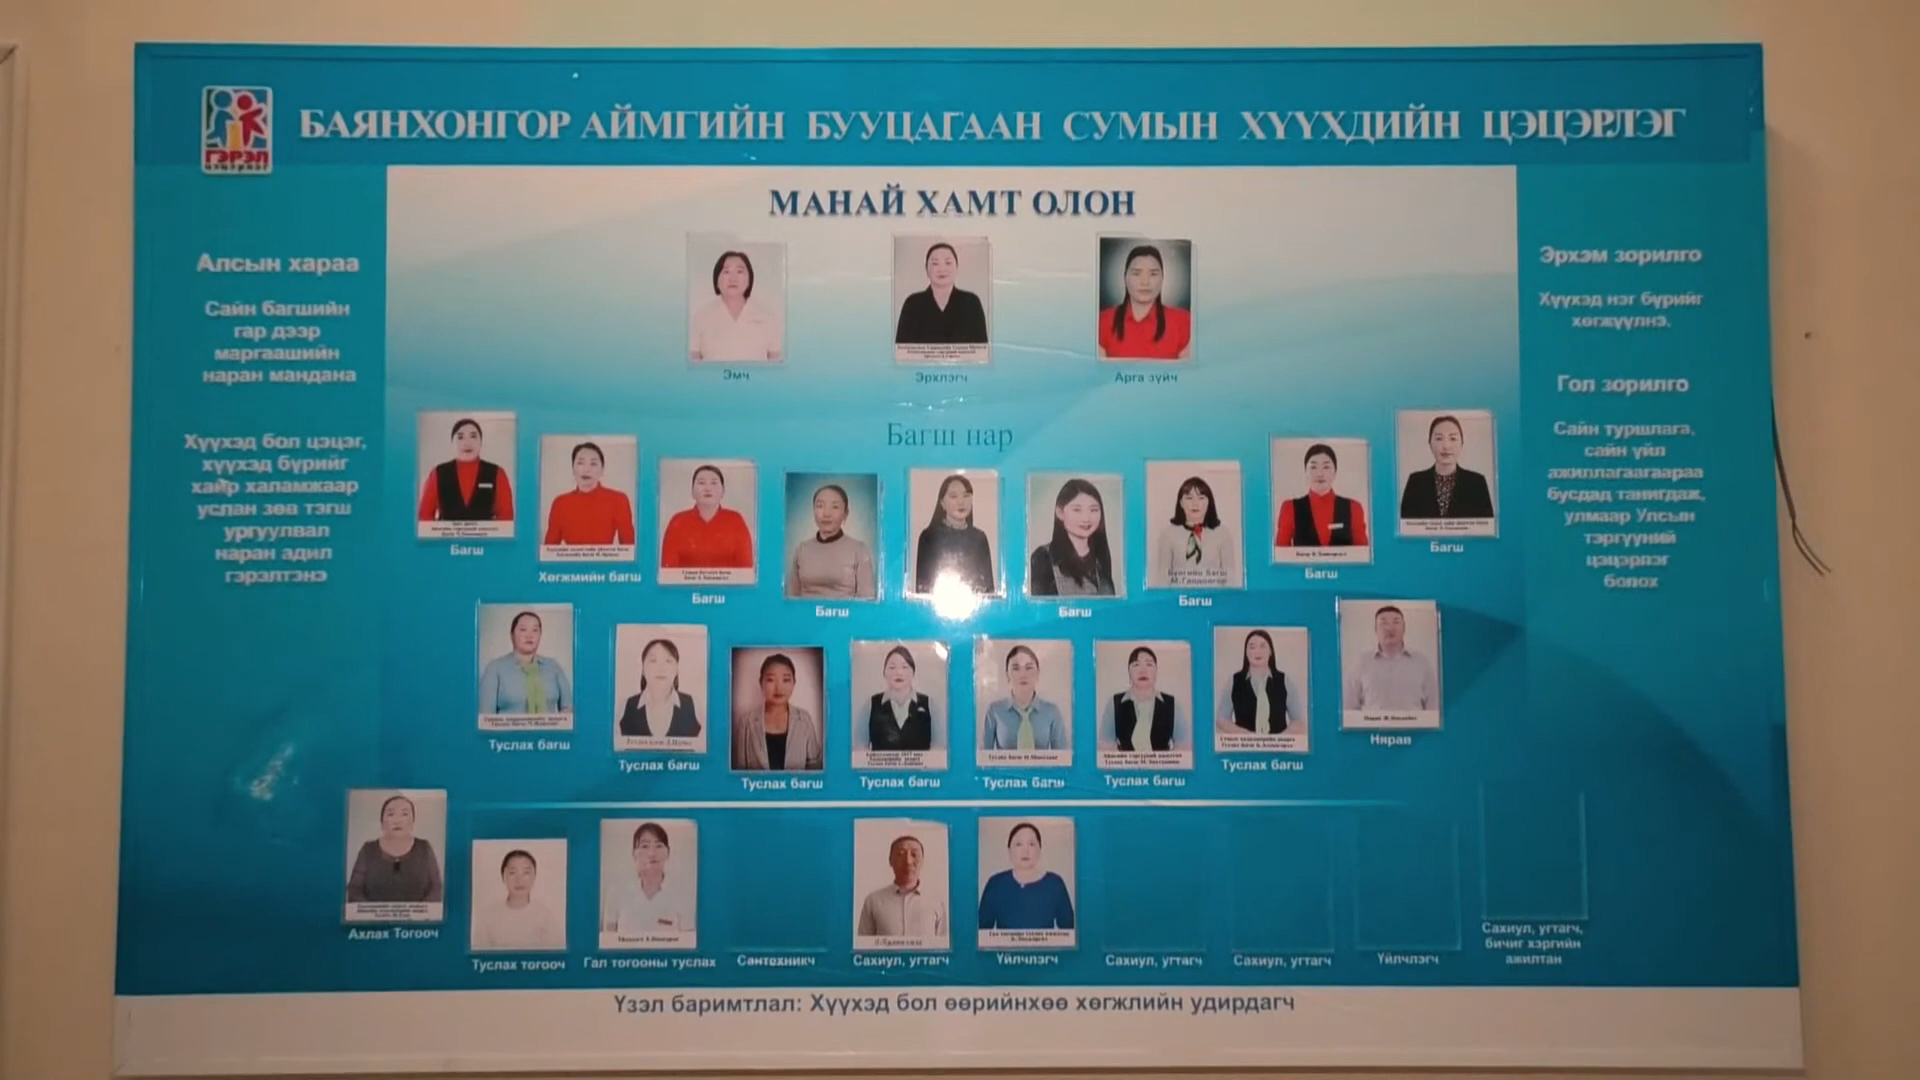 ГЭРЭЛ
ЦЭЦЭРЛЭГ
БАЯНХОНГОР АЙМГИЙН БУУЦАГААН СУМЫН ХҮҮХДИЙН ЦЭЦЭРЛЭГ
МАНАЙ ХАМТ ОЛОН
Алсын хараа
Сайн багшийн
гар дээр
маргаашийн
наран мандана
Хүүхэд бол цэцэг,
хүүхэд бүрийг
хайр халамжаар
услан зөв тэгш
ургуулвал
наран адил
гэрэлтэнэ
Эрхэм зорилго
Хүүхэд нэг бүрийг
хөгжүүлнэ.
Гол зорилго
Сайн туршлага,
сайн үйл
ажиллагаагаараа
бусдад танигдаж,
улмаар Улсын
тэргүүний
цэцэрлэг
болох
Эмч
Эрхлэгч
Арга зүйч
Багш нар
Багш
Хөгжмийн багш
Багш
Багш
Багш
Бүлгийн багш
Багш
Багш
Багш
Туслах багш
Туслах багш
Туслах багш
Туслах багш
Туслах багш
Туслах багш
Туслах багш
Нярав
Ахлах Тогооч
Туслах тогооч
Гал тогооны туслах
Сантехникч
Сахиул, угтагч
Үйлчлэгч
Сахиул, угтагч
Сахиул, угтагч
Үйлчлэгч
Сахиул, угтагч,
бичиг хэргийн
ажилтан
Үзэл баримтлал: Хүүхэд бол өөрийнхөө хөгжлийн удирдагч